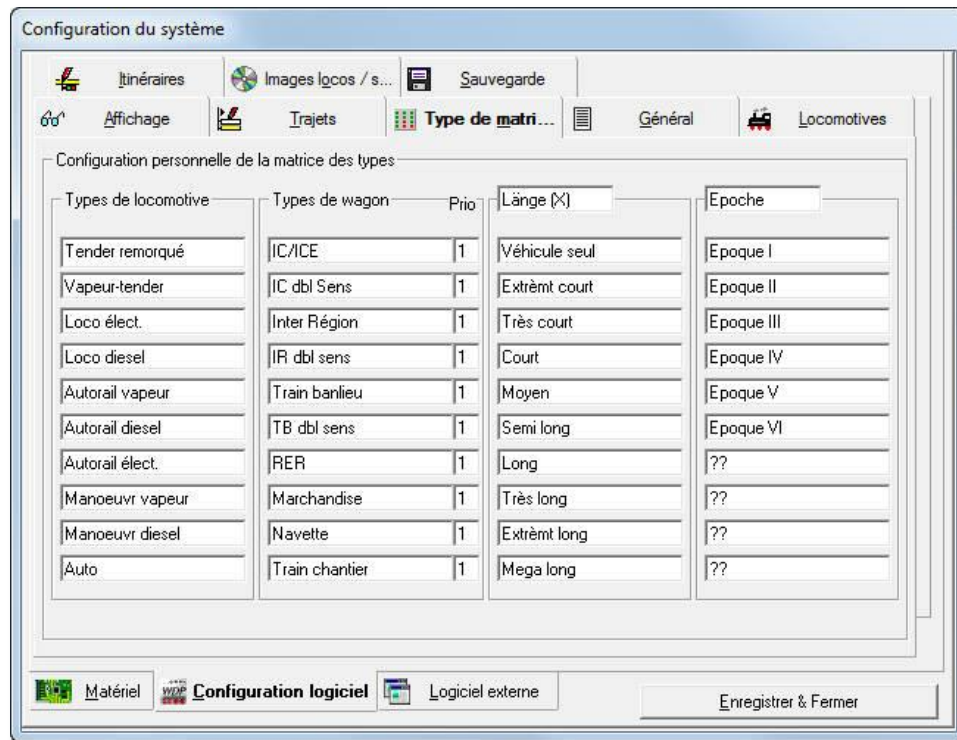 Configuration du système
Itinéraires Images locos / s... Sauvegarde
Affichage Trajets Type de matri... Général Locomotives
Configuration personnelle de la matrice des types
Types de locomotive Types de wagon Prio Länge (X) Epoche
Tender remorqué IC/ICE 1 Véhicule seul Epoque I
Vapeur-tender IC dbl Sens 1 Extrèmt court Epoque II
Loco élect. Inter Région 1 Très court Epoque III
Loco diesel IR dbl sens 1 Court Epoque IV
Autorail vapeur Train banlieu 1 Moyen Epoque V
Autorail diesel TB dbl sens 1 Semi long Epoque VI
Autorail élect. RER 1 Long ??
Manoeuvr vapeur Marchandise 1 Très long ??
Manoeuvr diesel Navette 1 Extrèmt long ??
Auto Train chantier 1 Mega long ??
Matériel WDP Configuration logiciel Logiciel externe Enregistrer & Fermer